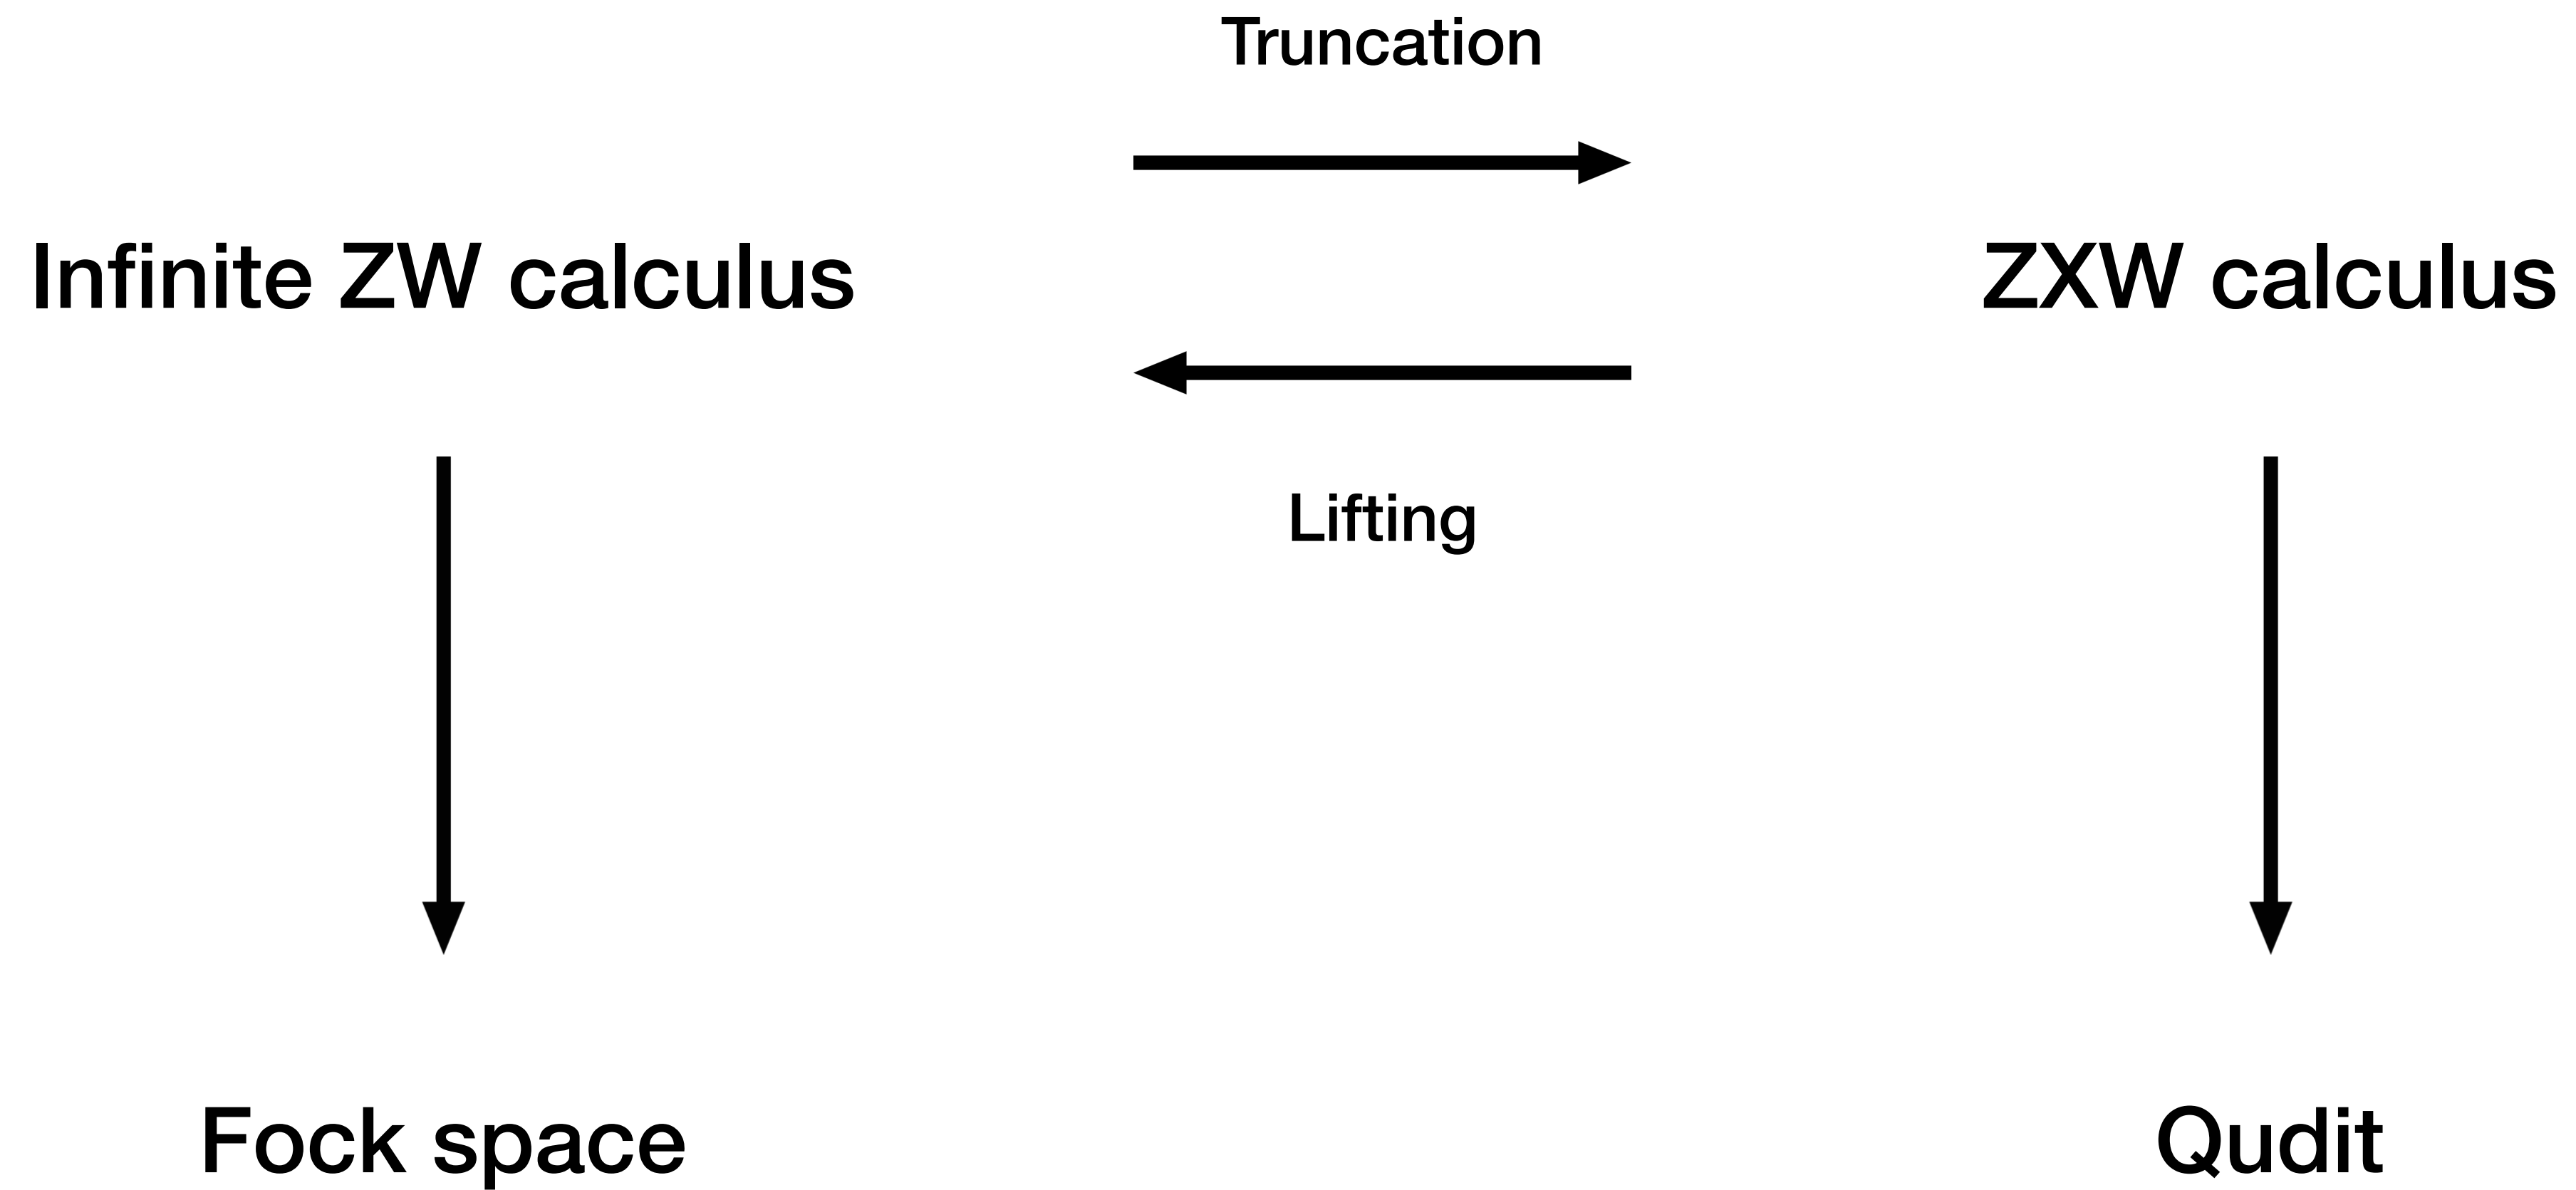 Truncation
Infinite ZW calculus
ZXW calculus
Lifting
Fock space
Qudit